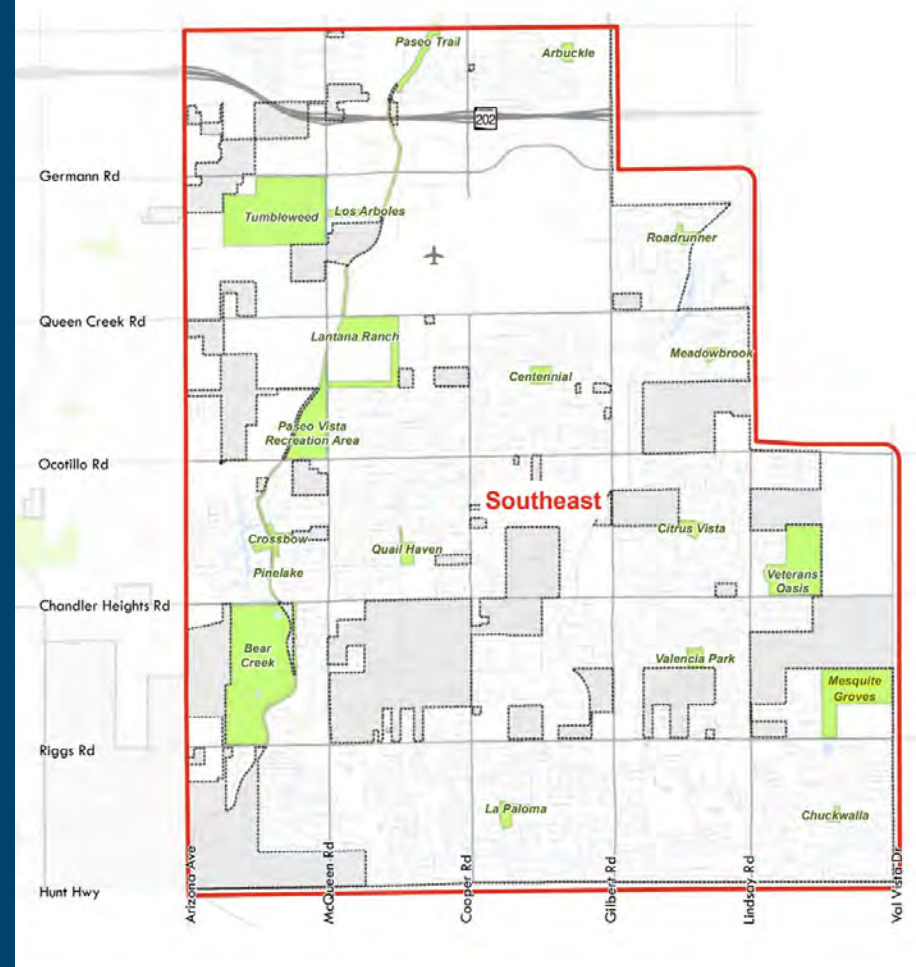 Paseo Trail
Arbuckle
202
Germann Rd
Tumbleweed
Los Arboles
Roadrunner
Queen Creek Rd
Lantana Ranch
Meadowbrook
Centennial
Paseo Vista
Recreation Area
Ocotillo Rd
Southeast
Citrus Vista
Crossbow
Quail Haven
Pinelake
Veterans
Oasis
Chandler Heights Rd
Bear
Creek
Valencia Park
Mesquite
Groves
Riggs Rd
La Paloma
Chuckwalla
Hunt Hwy
Arizona Ave
McQueen Rd
Cooper Rd
Gilbert Rd
Lindsay Rd
Val Vista Dr